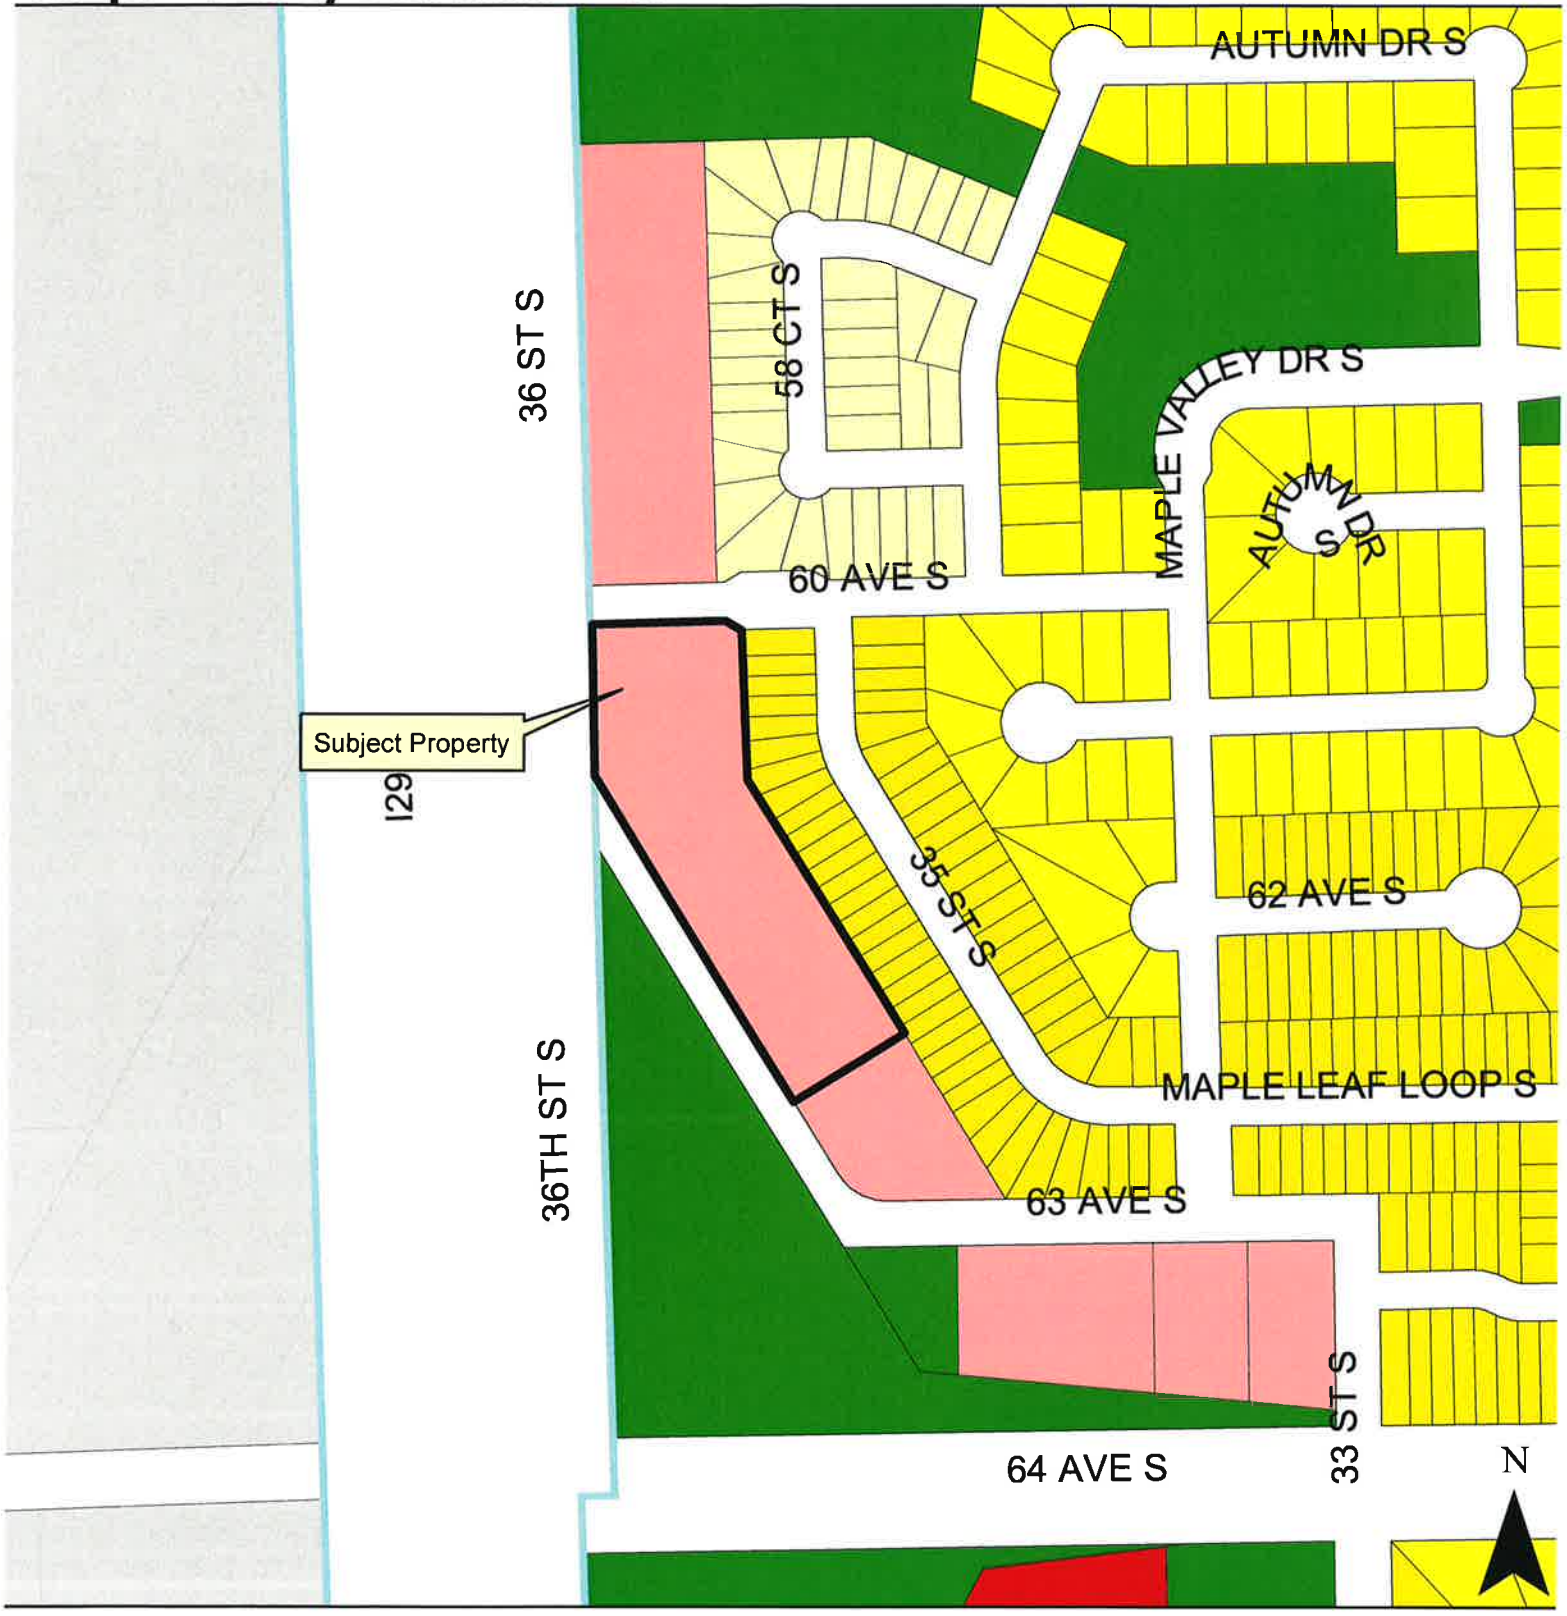 AUTUMN DR S
36 ST S
58 CT S
MAPLE VALLEY DR S
AUTUMN DR
S
60 AVE S
Subject Property
I29
35 ST S
62 AVE S
36TH ST S
MAPLE LEAF LOOP S
63 AVE S
33 ST S
64 AVE S
N